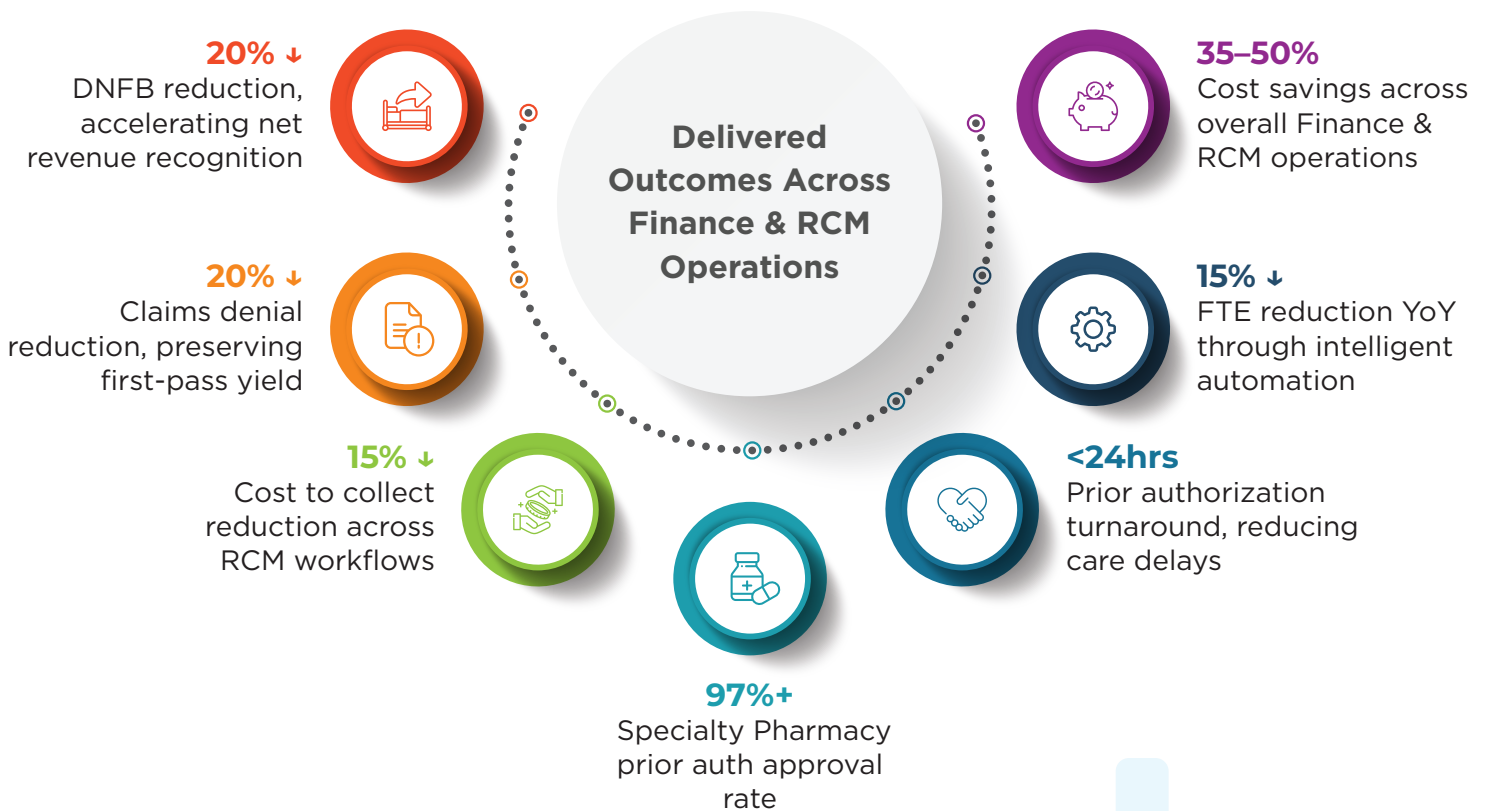 Delivered
Outcomes Across
Finance & RCM
Operations
20% ↓
DNFB reduction,
accelerating net
revenue recognition
20% ↓
Claims denial
reduction, preserving
first-pass yield
15% ↓
Cost to collect
reduction across
RCM workflows
97%+
Specialty Pharmacy
prior auth approval
rate
<24hrs
Prior authorization
turnaround, reducing
care delays
15% ↓
FTE reduction YoY
through intelligent
automation
35–50%
Cost savings across
overall Finance &
RCM operations